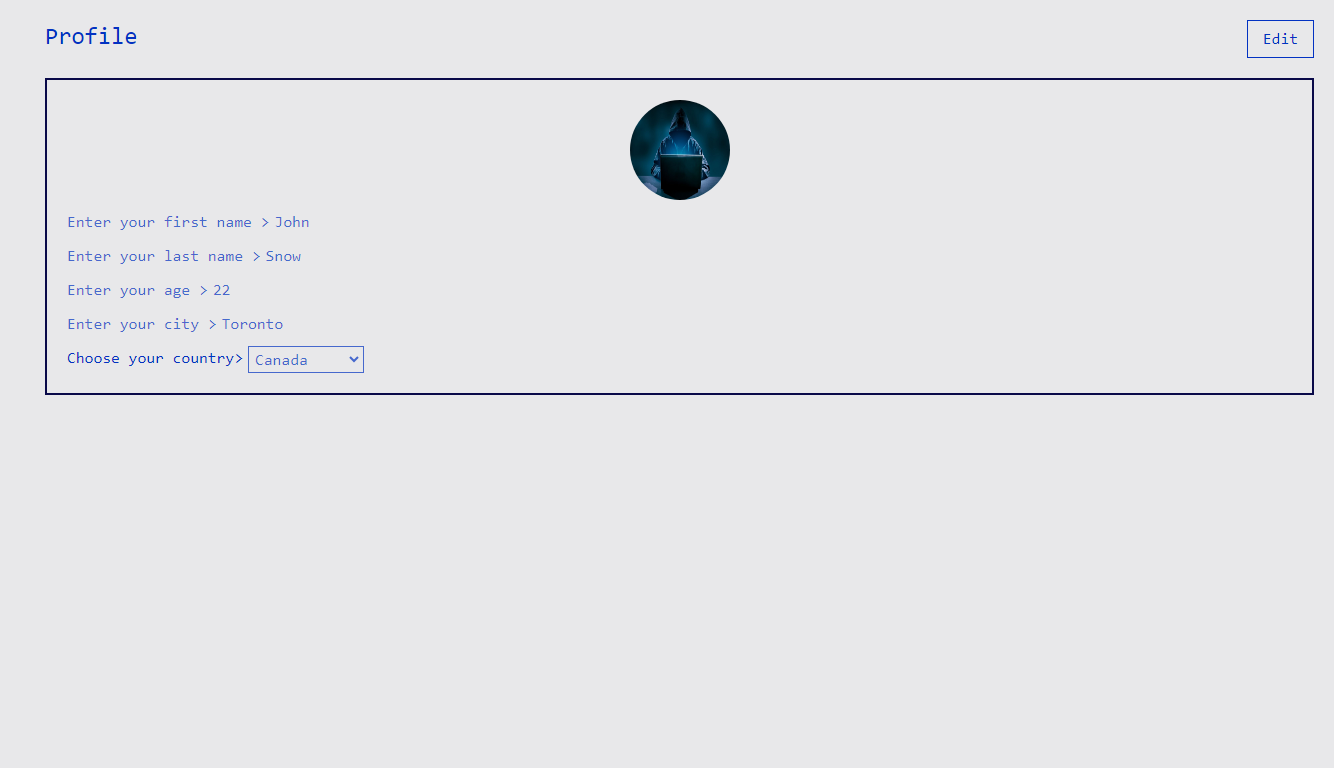 Profile
Edit
Enter your first name > John
Enter your last name > Snow
Enter your age > 22
Enter your city > Toronto
Choose your country> Canada